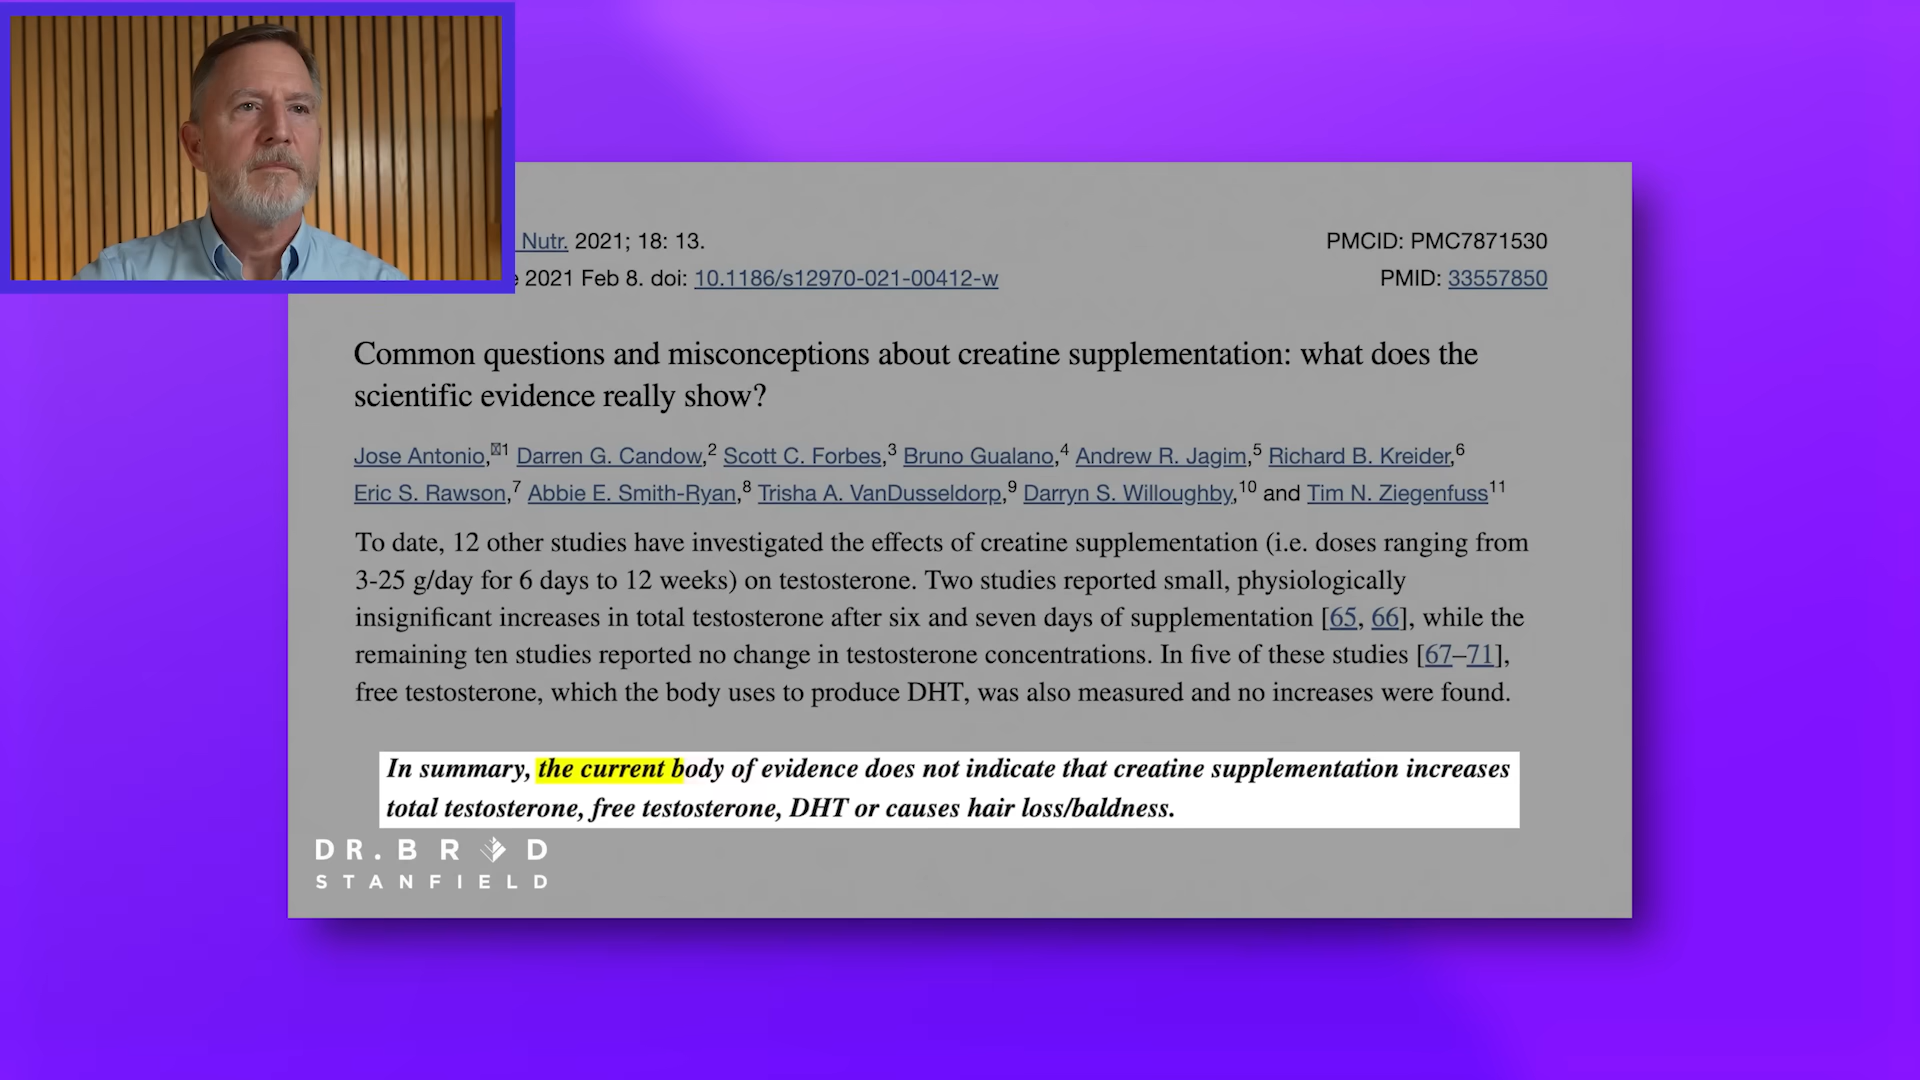 Nutr. 2021; 18: 13.
PMCID: PMC7871530
2021 Feb 8. doi: 10.1186/s12970-021-00412-w
PMID: 33557850
Common questions and misconceptions about creatine supplementation: what does the
scientific evidence really show?
Jose Antonio,1 Darren G. Candow,2 Scott C. Forbes,3 Bruno Gualano,4 Andrew R. Jagim,5 Richard B. Kreider,6
Eric S. Rawson,7 Abbie E. Smith-Ryan,8 Trisha A. VanDusseldorp,9 Darryn S. Willoughby,10 and Tim N. Ziegenfuss11
To date, 12 other studies have investigated the effects of creatine supplementation (i.e. doses ranging from
3-25 g/day for 6 days to 12 weeks) on testosterone. Two studies reported small, physiologically
insignificant increases in total testosterone after six and seven days of supplementation [65, 66], while the
remaining ten studies reported no change in testosterone concentrations. In five of these studies [67–71],
free testosterone, which the body uses to produce DHT, was also measured and no increases were found.
In summary, the current body of evidence does not indicate that creatine supplementation increases
total testosterone, free testosterone, DHT or causes hair loss/baldness.
DR. BRAD
STANFIELD